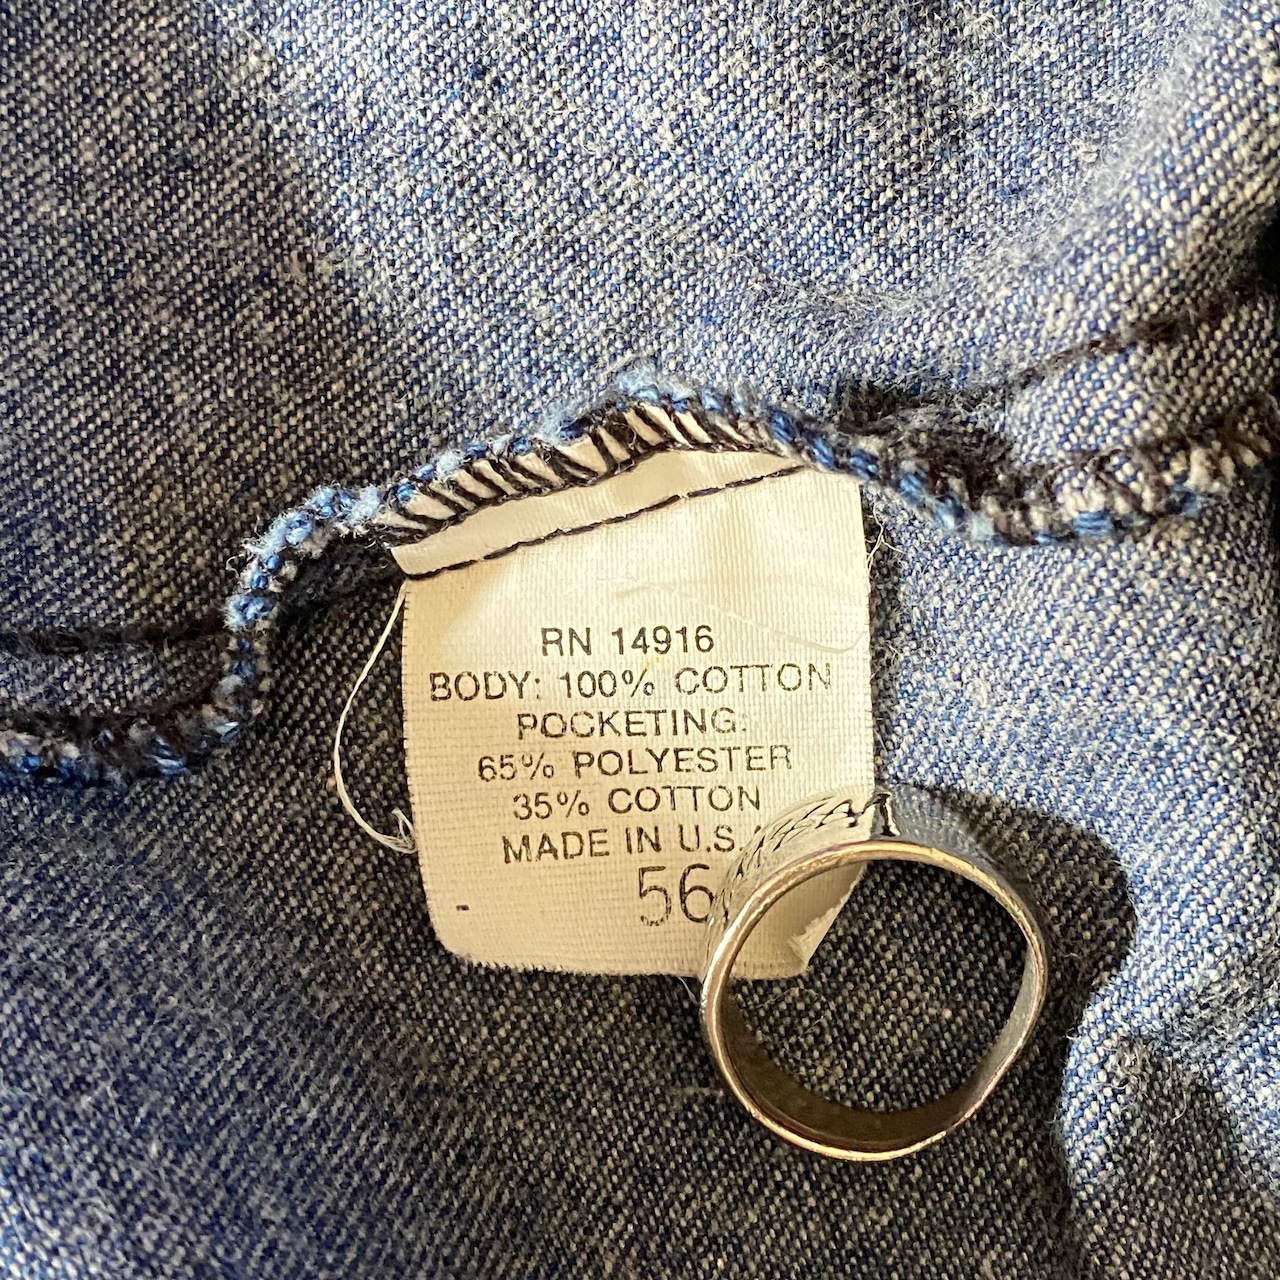 RN 14916
BODY: 100% COTTON
POCKETING:
65% POLYESTER
35% COTTON
MADE IN U.S.
56